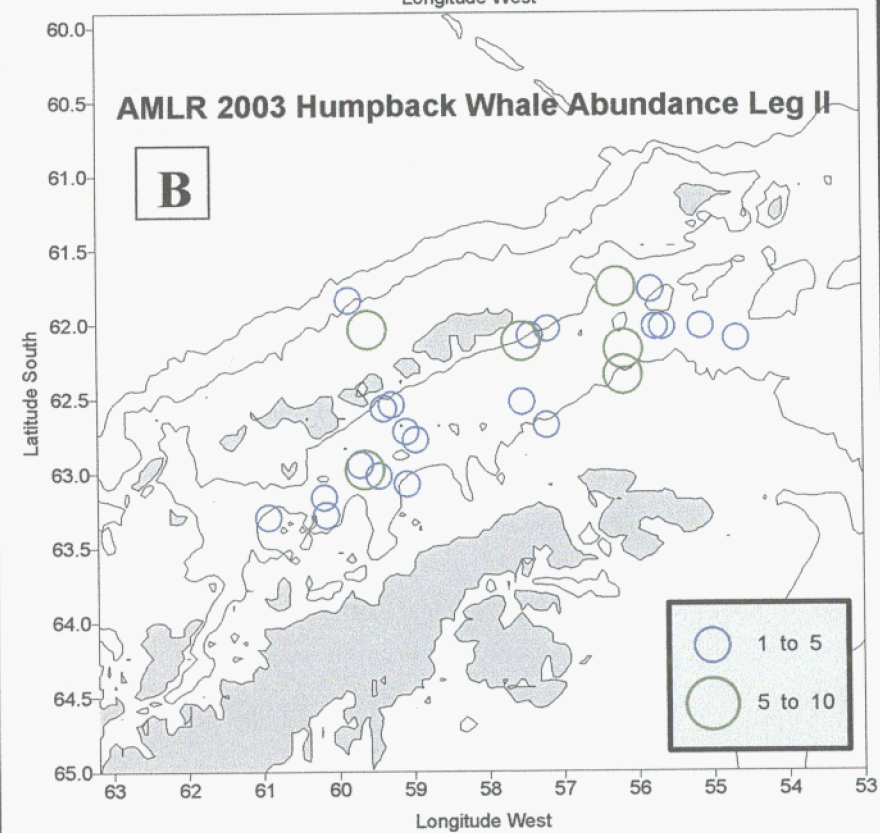 Longitude West
60.0
AMLR 2003 Humpback Whale Abundance Leg II
60.5
61.0
B
61.5
62.0
62.5
63.0
63.5
64.0
64.5
65.0
Latitude South
1 to 5
5 to 10
63 62 61 60 59 58 57 56 55 54 53
Longitude West